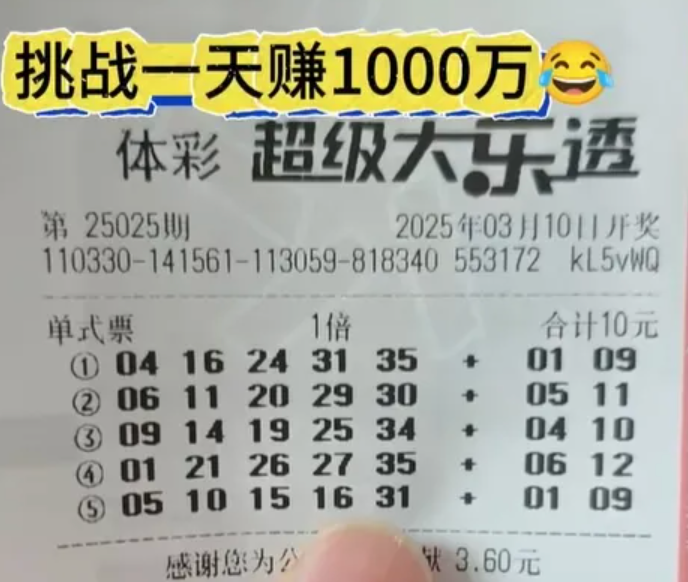 挑战一天赚1000万😂
体彩 超级大乐透
第 25025期 2025年03月10日开奖
110330-141561-113059-818340 553172 kL5vWQ
单式票 1倍 合计10元
① 04 16 24 31 35 + 01 09
② 06 11 20 29 30 + 05 11
③ 09 14 19 25 34 + 04 10
④ 01 21 26 27 35 + 06 12
⑤ 05 10 15 16 31 + 01 09
感谢您为公 献 3.60元